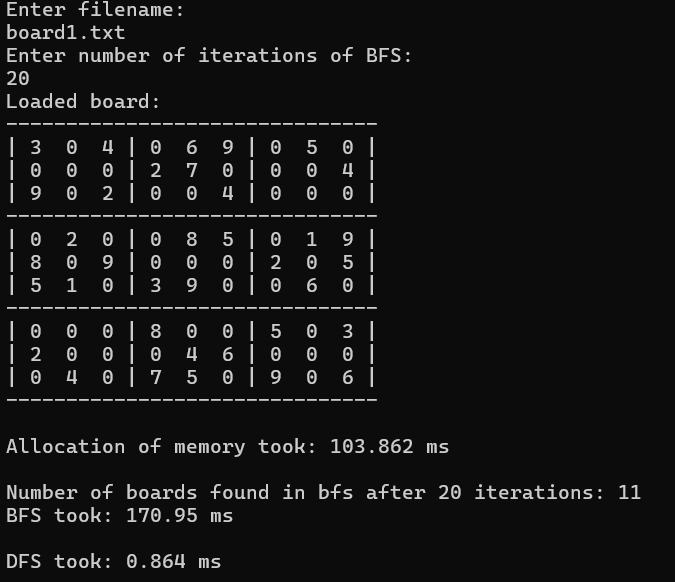 Enter filename:
board1.txt
Enter number of iterations of BFS:
20
Loaded board:
-------------------------------
| 3  0  4 | 0  6  9 | 0  5  0 |
| 0  0  0 | 2  7  0 | 0  0  4 |
| 9  0  2 | 0  0  4 | 0  0  0 |
-------------------------------
| 0  2  0 | 0  8  5 | 0  1  9 |
| 8  0  9 | 0  0  0 | 2  0  5 |
| 5  1  0 | 3  9  0 | 0  6  0 |
-------------------------------
| 0  0  0 | 8  0  0 | 5  0  3 |
| 2  0  0 | 0  4  6 | 0  0  0 |
| 0  4  0 | 7  5  0 | 9  0  6 |
-------------------------------
Allocation of memory took: 103.862 ms
Number of boards found in bfs after 20 iterations: 11
BFS took: 170.95 ms
DFS took: 0.864 ms